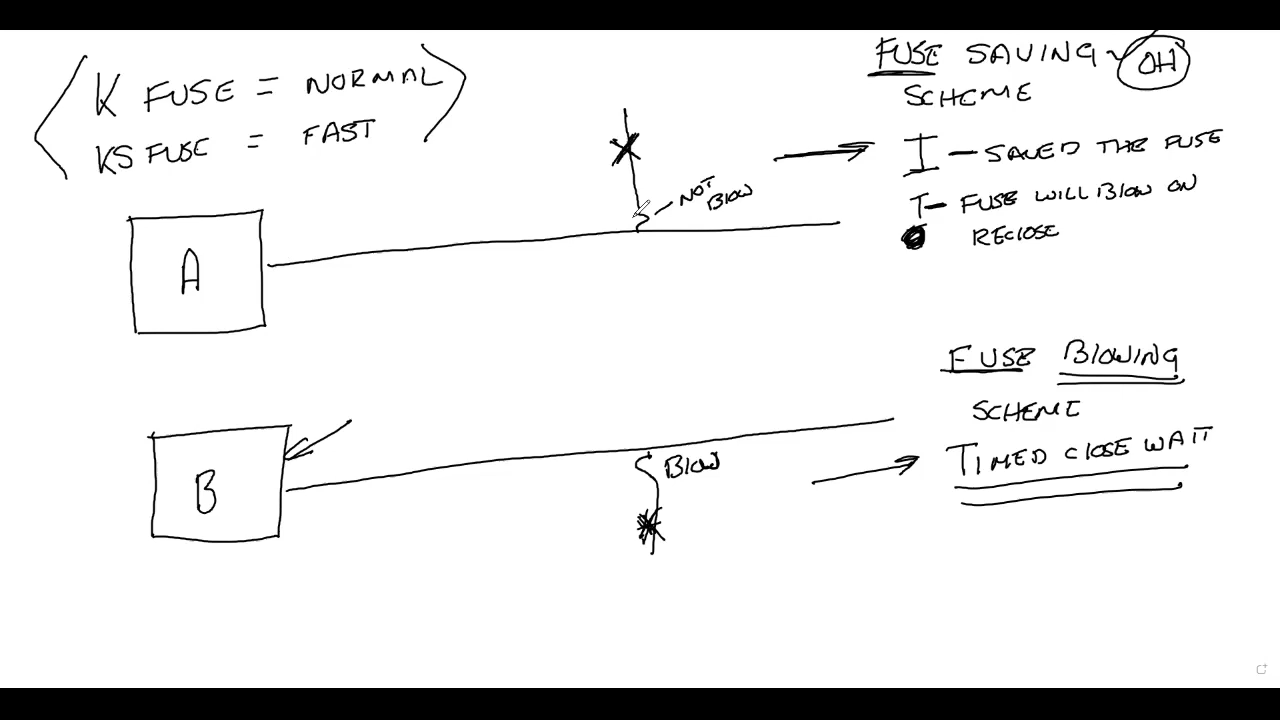 K FUSE = NORMAL
KS FUSE = FAST
FUSE SAVING OH
SCHEME
I - SAVED THE FUSE
T - FUSE WILL BLOW ON
RECLOSE
NOT
BLOW
A
FUSE BLOWING
SCHEME
TIMED CLOSE WAIT
BLOW
B